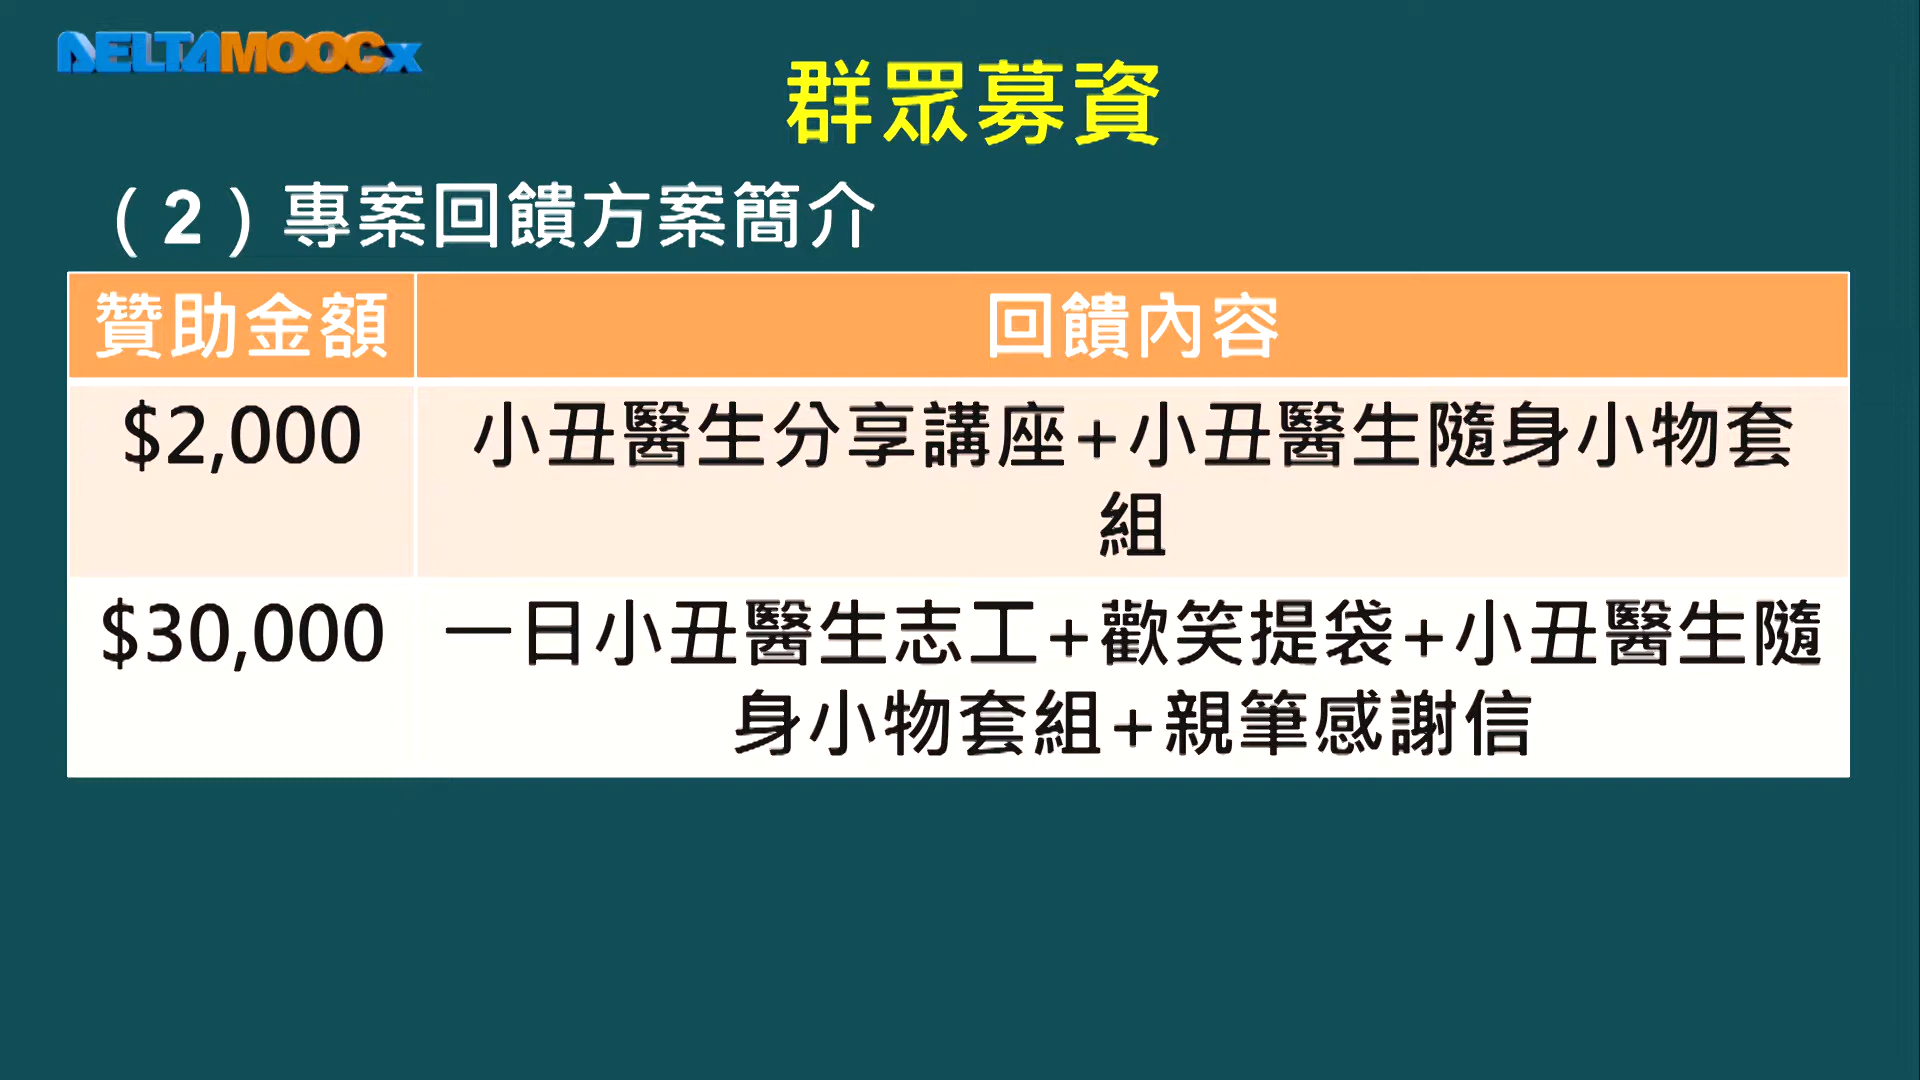 DELTAMOOCx
群眾募資
（2）專案回饋方案簡介
贊助金額 回饋內容
$2,000 小丑醫生分享講座+小丑醫生隨身小物套
組
$30,000 一日小丑醫生志工+歡笑提袋+小丑醫生隨
身小物套組+親筆感謝信